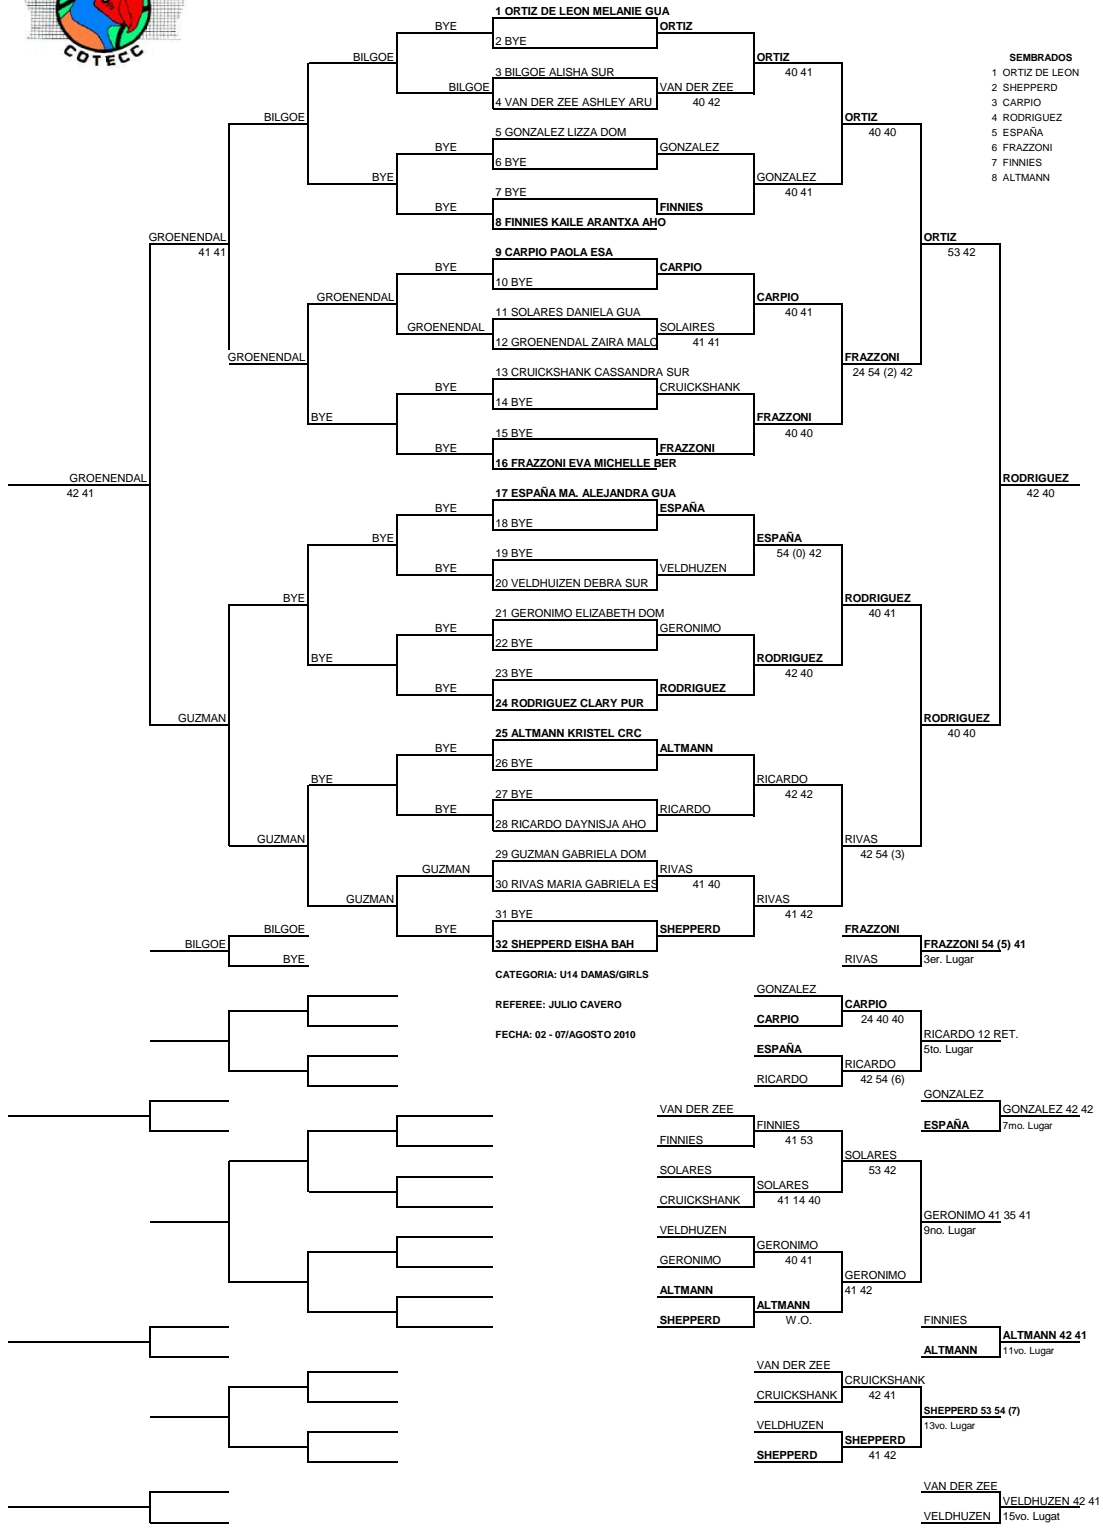 COTECC
1 ORTIZ DE LEON MELANIE GUA
BYE
ORTIZ
2 BYE
BILGOE
ORTIZ
40 41
3 BILGOE ALISHA SUR
BILGOE
VAN DER ZEE
4 VAN DER ZEE ASHLEY ARU
40 42
BILGOE
ORTIZ
40 40
5 GONZALEZ LIZZA DOM
BYE
GONZALEZ
6 BYE
BYE
GONZALEZ
40 41
7 BYE
BYE
FINNIES
8 FINNIES KAILE ARANTXA AHO
SEMBRADOS
1 ORTIZ DE LEON
2 SHEPPERD
3 CARPIO
4 RODRIGUEZ
5 ESPAÑA
6 FRAZZONI
7 FINNIES
8 ALTMANN
GROENENDAL
41 41
ORTIZ
53 42
9 CARPIO PAOLA ESA
BYE
CARPIO
10 BYE
GROENENDAL
CARPIO
40 41
11 SOLARES DANIELA GUA
GROENENDAL
SOLAIRES
12 GROENENDAL ZAIRA MALC
41 41
GROENENDAL
FRAZZONI
24 54 (2) 42
13 CRUICKSHANK CASSANDRA SUR
BYE
CRUICKSHANK
14 BYE
BYE
FRAZZONI
40 40
15 BYE
BYE
FRAZZONI
16 FRAZZONI EVA MICHELLE BER
GROENENDAL
42 41
RODRIGUEZ
42 40
17 ESPAÑA MA. ALEJANDRA GUA
BYE
ESPAÑA
18 BYE
BYE
ESPAÑA
54 (0) 42
19 BYE
BYE
VELDHUZEN
20 VELDHUIZEN DEBRA SUR
BYE
RODRIGUEZ
40 41
21 GERONIMO ELIZABETH DOM
BYE
GERONIMO
22 BYE
BYE
RODRIGUEZ
42 40
23 BYE
BYE
RODRIGUEZ
24 RODRIGUEZ CLARY PUR
GUZMAN
RODRIGUEZ
40 40
25 ALTMANN KRISTEL CRC
BYE
ALTMANN
26 BYE
BYE
RICARDO
42 42
27 BYE
BYE
RICARDO
28 RICARDO DAYNISJA AHO
GUZMAN
RIVAS
42 54 (3)
29 GUZMAN GABRIELA DOM
GUZMAN
RIVAS
30 RIVAS MARIA GABRIELA ES
41 40
GUZMAN
RIVAS
41 42
31 BYE
BYE
SHEPPERD
32 SHEPPERD EISHA BAH
BILGOE
BILGOE
BYE
FRAZZONI
FRAZZONI 54 (5) 41
RIVAS
3er. Lugar
CATEGORIA: U14 DAMAS/GIRLS
REFEREE: JULIO CAVERO
FECHA: 02 - 07/AGOSTO 2010
GONZALEZ
CARPIO
CARPIO
24 40 40
RICARDO 12 RET.
5to. Lugar
ESPAÑA
RICARDO
RICARDO
42 54 (6)
GONZALEZ
GONZALEZ 42 42
ESPAÑA
7mo. Lugar
VAN DER ZEE
FINNIES
FINNIES
41 53
SOLARES
53 42
SOLARES
SOLARES
CRUICKSHANK
41 14 40
GERONIMO 41 35 41
9no. Lugar
VELDHUZEN
GERONIMO
GERONIMO
40 41
GERONIMO
41 42
ALTMANN
ALTMANN
SHEPPERD
W.O.
FINNIES
ALTMANN 42 41
ALTMANN
11vo. Lugar
VAN DER ZEE
CRUICKSHANK
CRUICKSHANK
42 41
SHEPPERD 53 54 (7)
13vo. Lugar
VELDHUZEN
SHEPPERD
SHEPPERD
41 42
VAN DER ZEE
VELDHUZEN 42 41
VELDHUZEN
15vo. Lugat